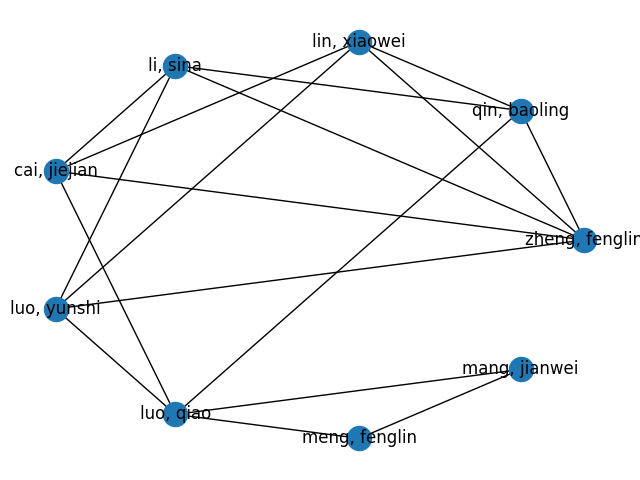 lin, xiaowei
li, sina
qin, baoling
cai, jiejian
zheng, fenglin
luo, yunshi
mang, jianwei
luo, qiao
meng, fenglin